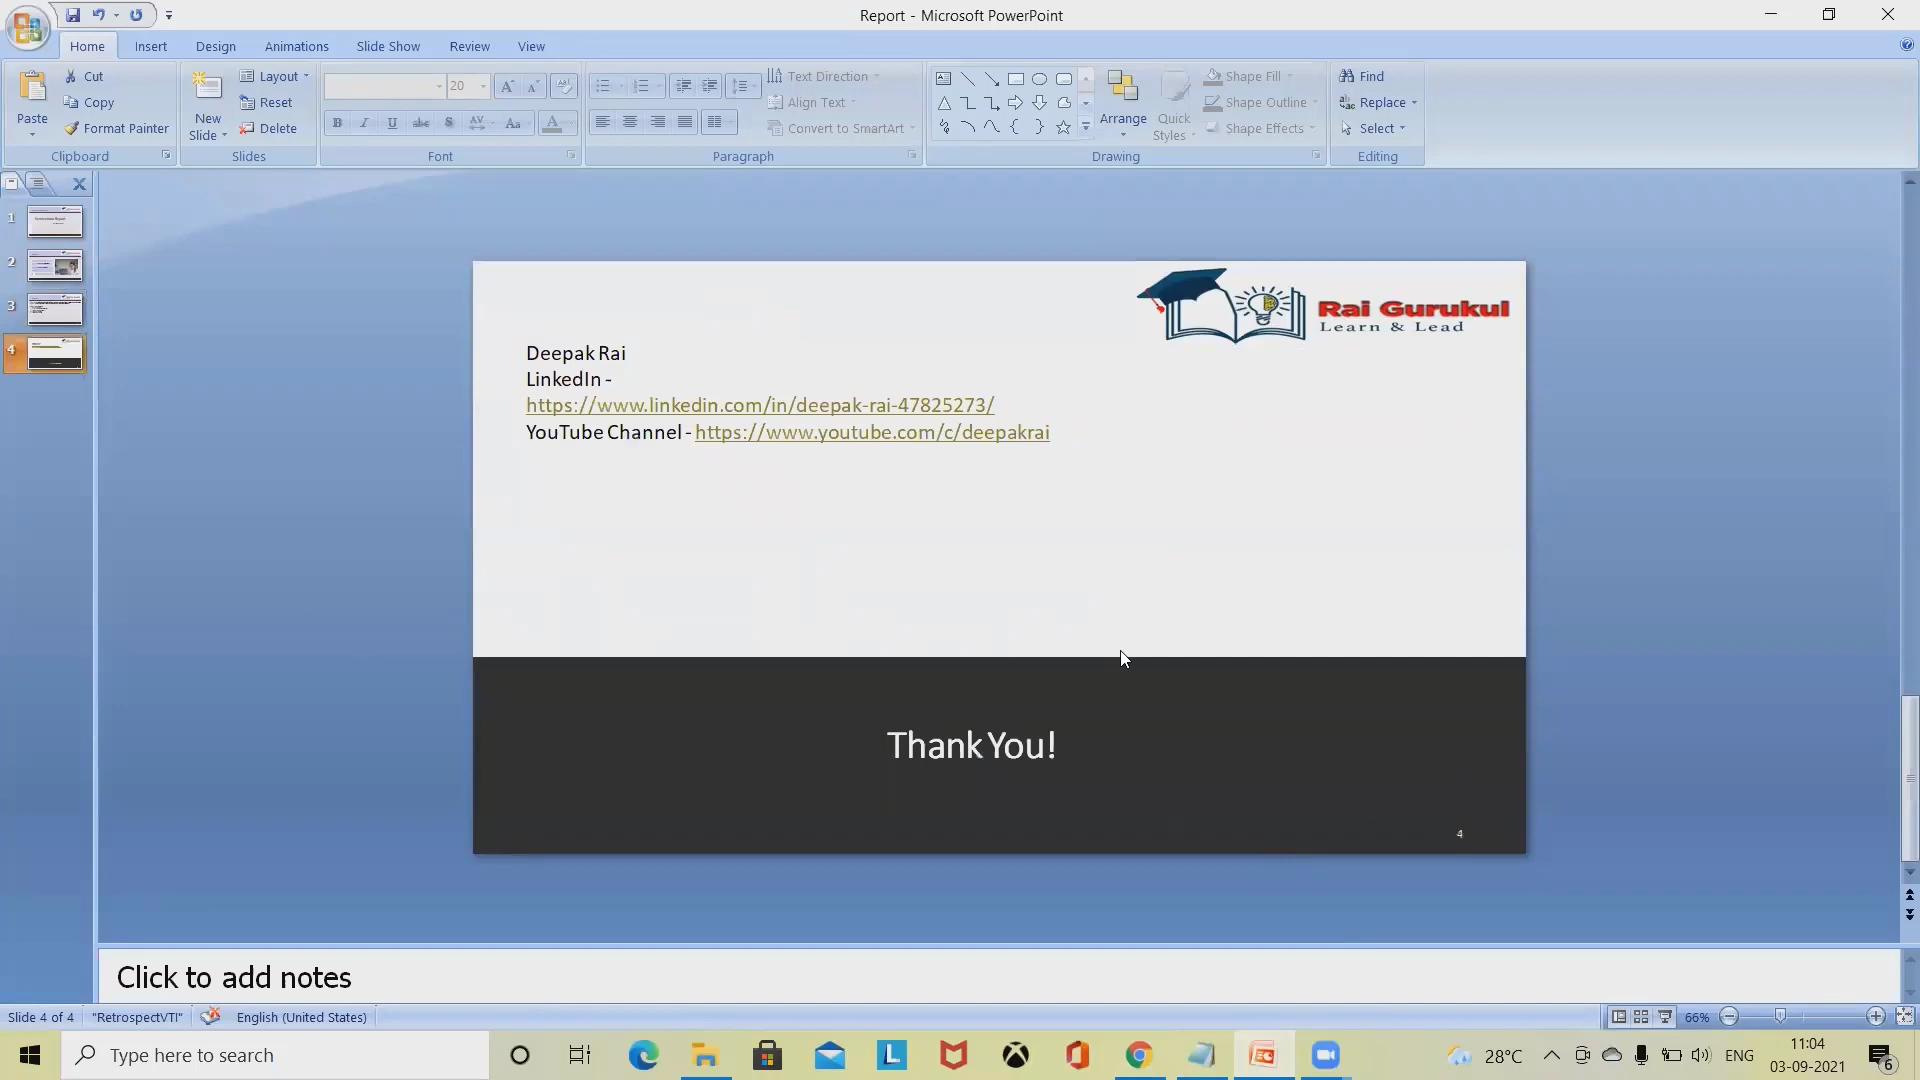 Report - Microsoft PowerPoint
Home Insert Design Animations Slide Show Review View
Cut Layout 20 Text Direction Shape Fill Find
Copy Reset Align Text Shape Outline Replace
Paste Format Painter New Slide Delete Convert to SmartArt Arrange Quick Styles Shape Effects Select
Clipboard Slides Font Paragraph Drawing Editing
1
2
3
4
Rai Gurukul
Learn & Lead
Deepak Rai
LinkedIn -
https://www.linkedin.com/in/deepak-rai-47825273/
YouTube Channel - https://www.youtube.com/c/deepakrai
Thank You!
4
Click to add notes
Slide 4 of 4 "RetrospectVTI" English (United States) 66%
Type here to search 28°C ENG 11:04
03-09-2021
6